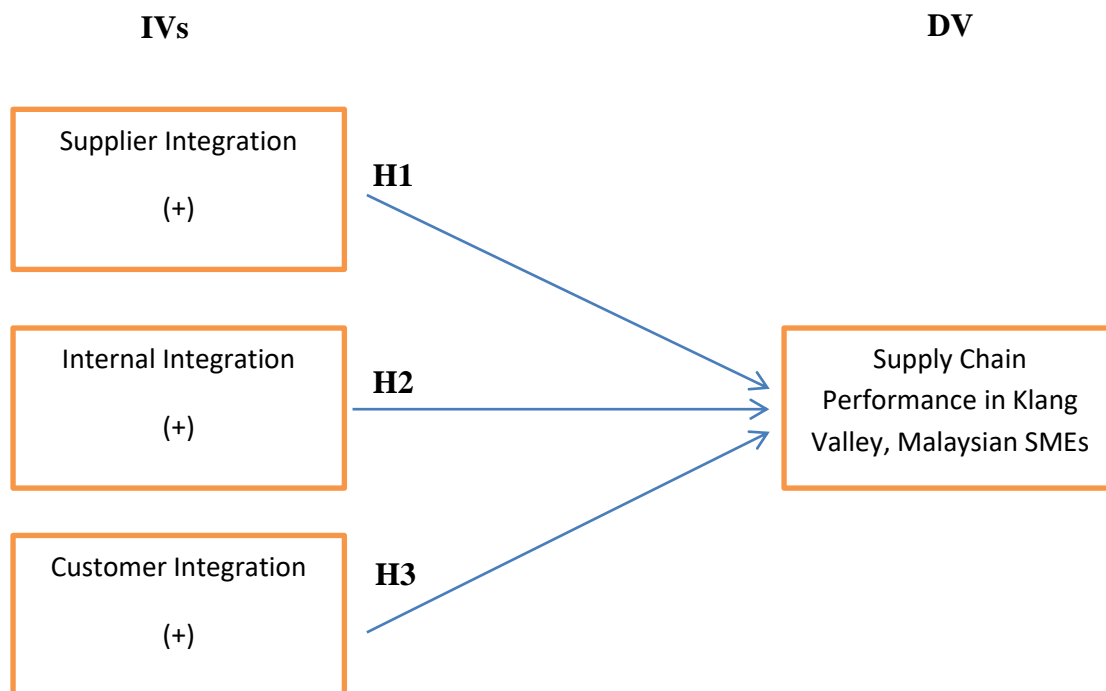 IVs
DV
Supplier Integration
(+)
H1
Internal Integration
(+)
H2
Supply Chain
Performance in Klang
Valley, Malaysian SMEs
Customer Integration
(+)
H3